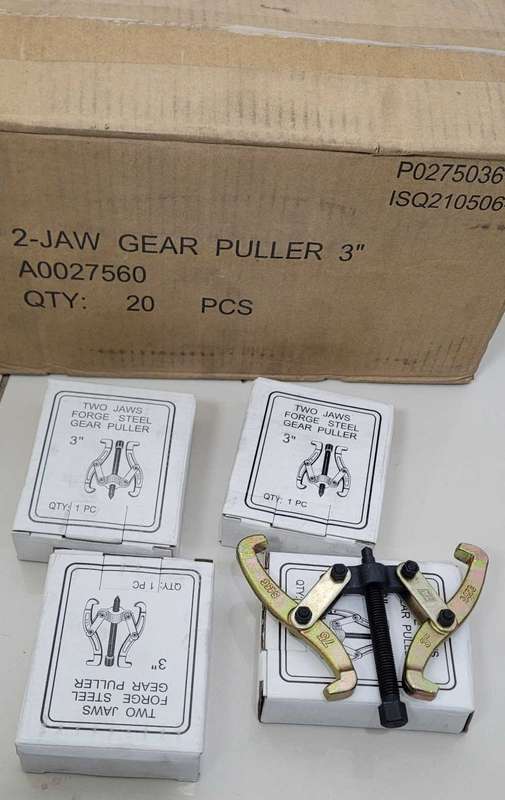 P0275036
ISQ210506
2-JAW GEAR PULLER 3"
A0027560
QTY: 20 PCS
TWO JAWS
FORGE STEEL
GEAR PULLER
3"
QTY: 1 PC
TWO JAWS
FORGE STEEL
GEAR PULLER
3"
QTY: 1 PC
TWO JAWS
FORGE STEEL
GEAR PULLER
3"
QTY: 1 PC
PULLER
75